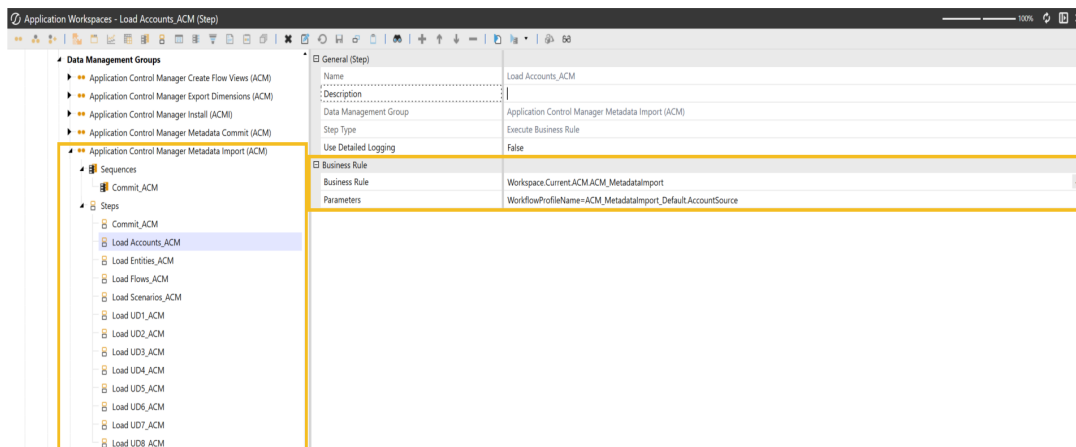 Application Workspaces - Load Accounts_ACM (Step)
100%
Data Management Groups
Application Control Manager Create Flow Views (ACM)
Application Control Manager Export Dimensions (ACM)
Application Control Manager Install (ACMI)
Application Control Manager Metadata Commit (ACM)
Application Control Manager Metadata Import (ACM)
Sequences
Commit_ACM
Steps
Commit_ACM
Load Accounts_ACM
Load Entities_ACM
Load Flows_ACM
Load Scenarios_ACM
Load UD1_ACM
Load UD2_ACM
Load UD3_ACM
Load UD4_ACM
Load UD5_ACM
Load UD6_ACM
Load UD7_ACM
Load UD8 ACM
General (Step)
Name Load Accounts_ACM
Description
Data Management Group Application Control Manager Metadata Import (ACM)
Step Type Execute Business Rule
Use Detailed Logging False
Business Rule
Business Rule Workspace.Current.ACM.ACM_MetadataImport
Parameters WorkflowProfileName=ACM_MetadataImport_Default.AccountSource